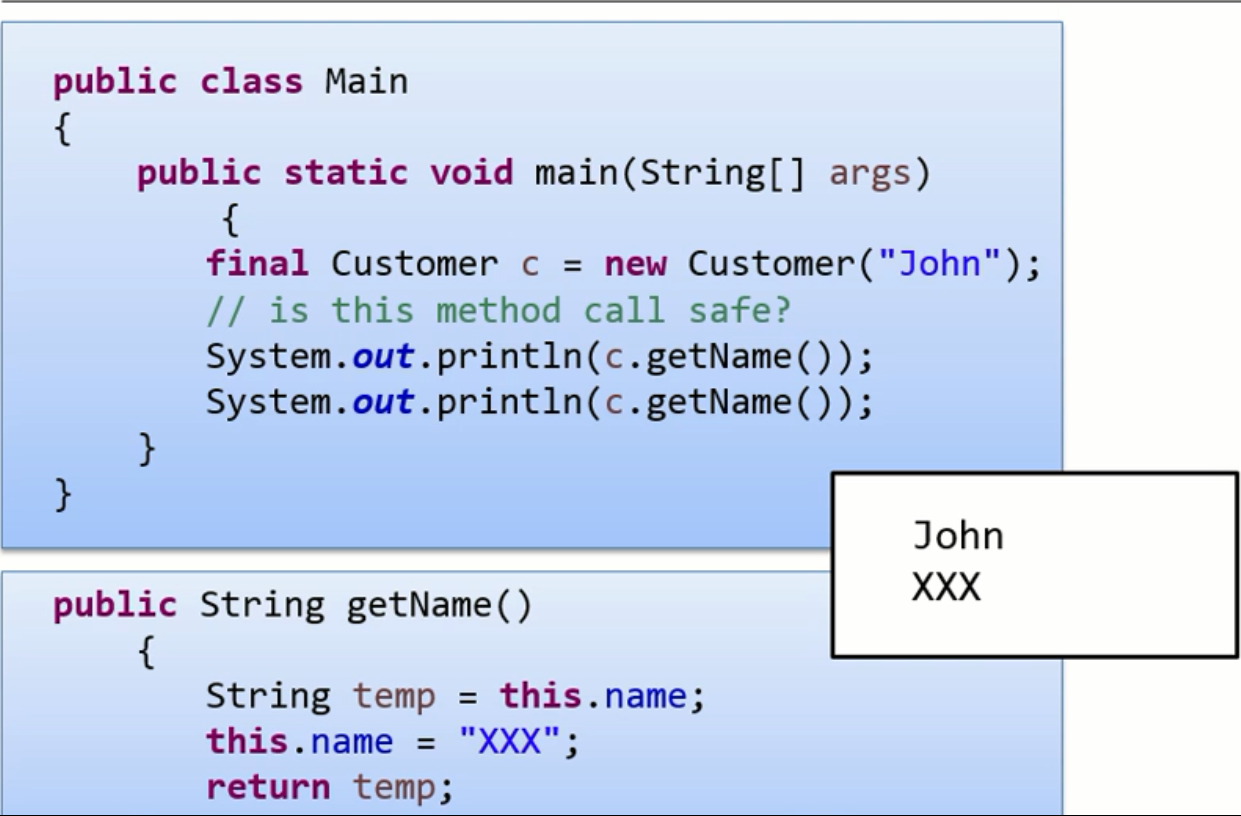 public class Main
{
public static void main(String[] args)
{
final Customer c = new Customer("John");
// is this method call safe?
System.out.println(c.getName());
System.out.println(c.getName());
}
}
John
XXX
public String getName()
{
String temp = this.name;
this.name = "XXX";
return temp;